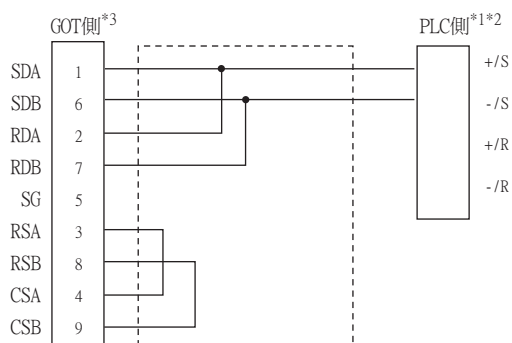 GOT側*3 PLC側*1*2
SDA 1 +/S
SDB 6 -/S
RDA 2 +/R
RDB 7 -/R
SG 5
RSA 3
RSB 8
CSA 4
CSB 9